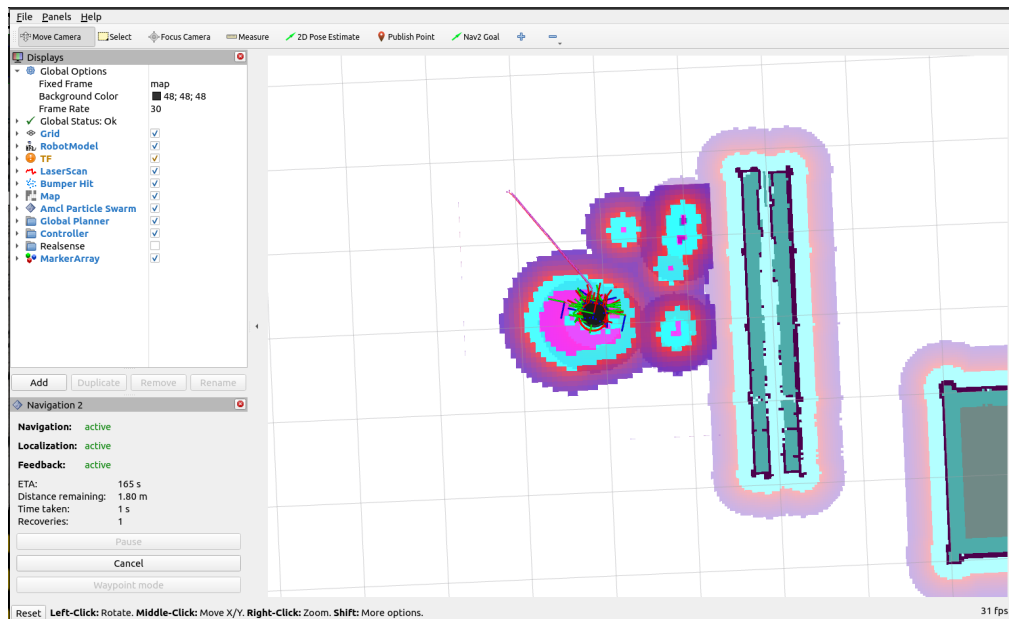 File Panels Help
Move Camera Select Focus Camera Measure 2D Pose Estimate Publish Point Nav2 Goal
Displays
Global Options
Fixed Frame map
Background Color 48; 48; 48
Frame Rate 30
Global Status: Ok
Grid
RobotModel
TF
LaserScan
Bumper Hit
Map
Amcl Particle Swarm
Global Planner
Controller
Realsense
MarkerArray
Add Duplicate Remove Rename
Navigation 2
Navigation: active
Localization: active
Feedback: active
ETA: 165 s
Distance remaining: 1.80 m
Time taken: 1 s
Recoveries: 1
Pause
Cancel
Waypoint mode
Reset Left-Click: Rotate. Middle-Click: Move X/Y. Right-Click: Zoom. Shift: More options. 31 fps